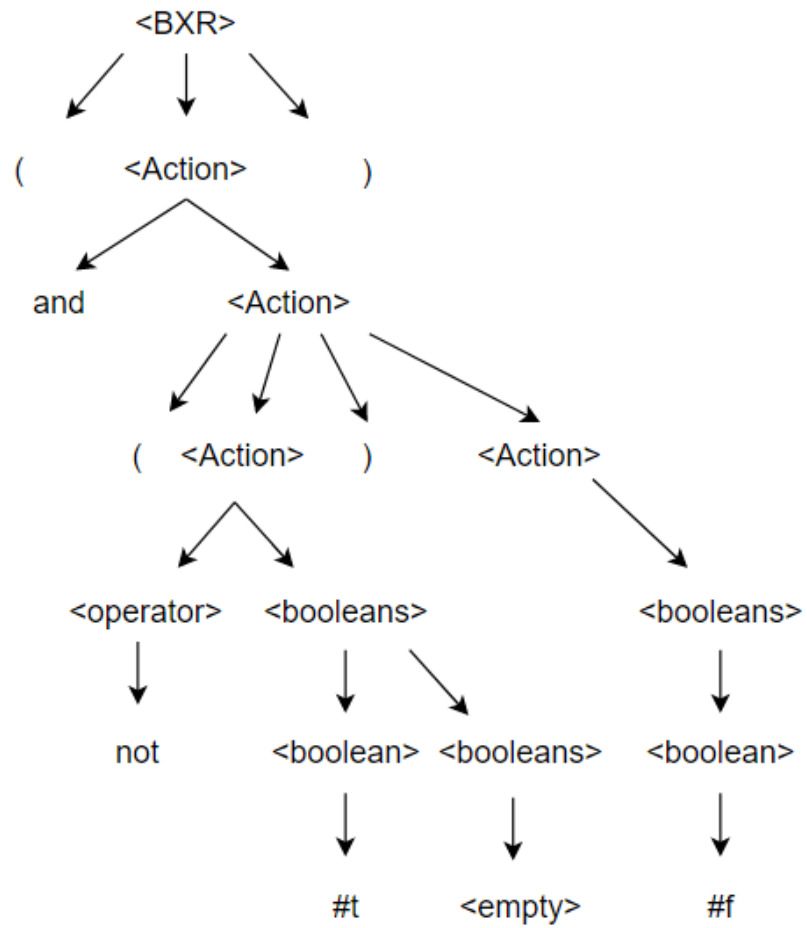 <BXR>
( <Action> )
and <Action>
( <Action> ) <Action>
<operator> <booleans> <booleans>
not <boolean> <booleans> <boolean>
#t <empty> #f